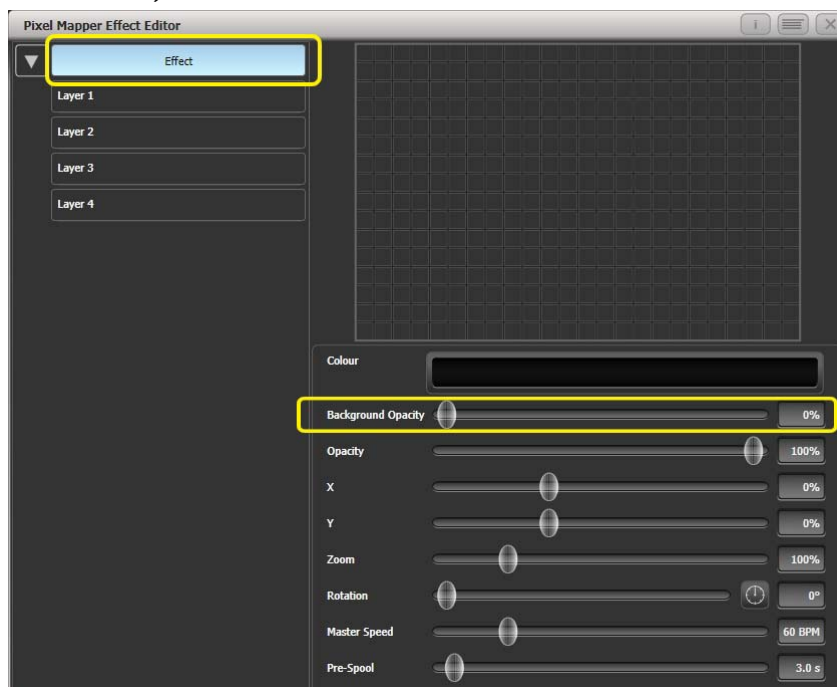 Pixel Mapper Effect Editor
Effect
Layer 1
Layer 2
Layer 3
Layer 4
Colour
Background Opacity 0%
Opacity 100%
X 0%
Y 0%
Zoom 100%
Rotation 0°
Master Speed 60 BPM
Pre-Spool 3.0 s